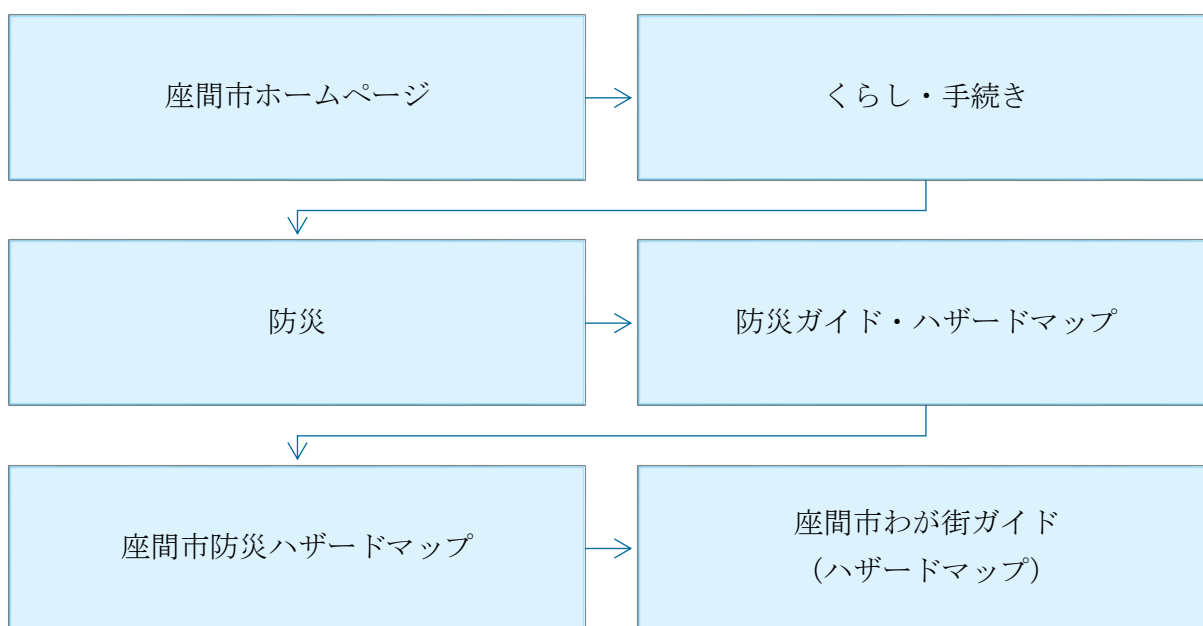 座間市ホームページ
くらし・手続き
防災
防災ガイド・ハザードマップ
座間市防災ハザードマップ
座間市わが街ガイド
（ハザードマップ）